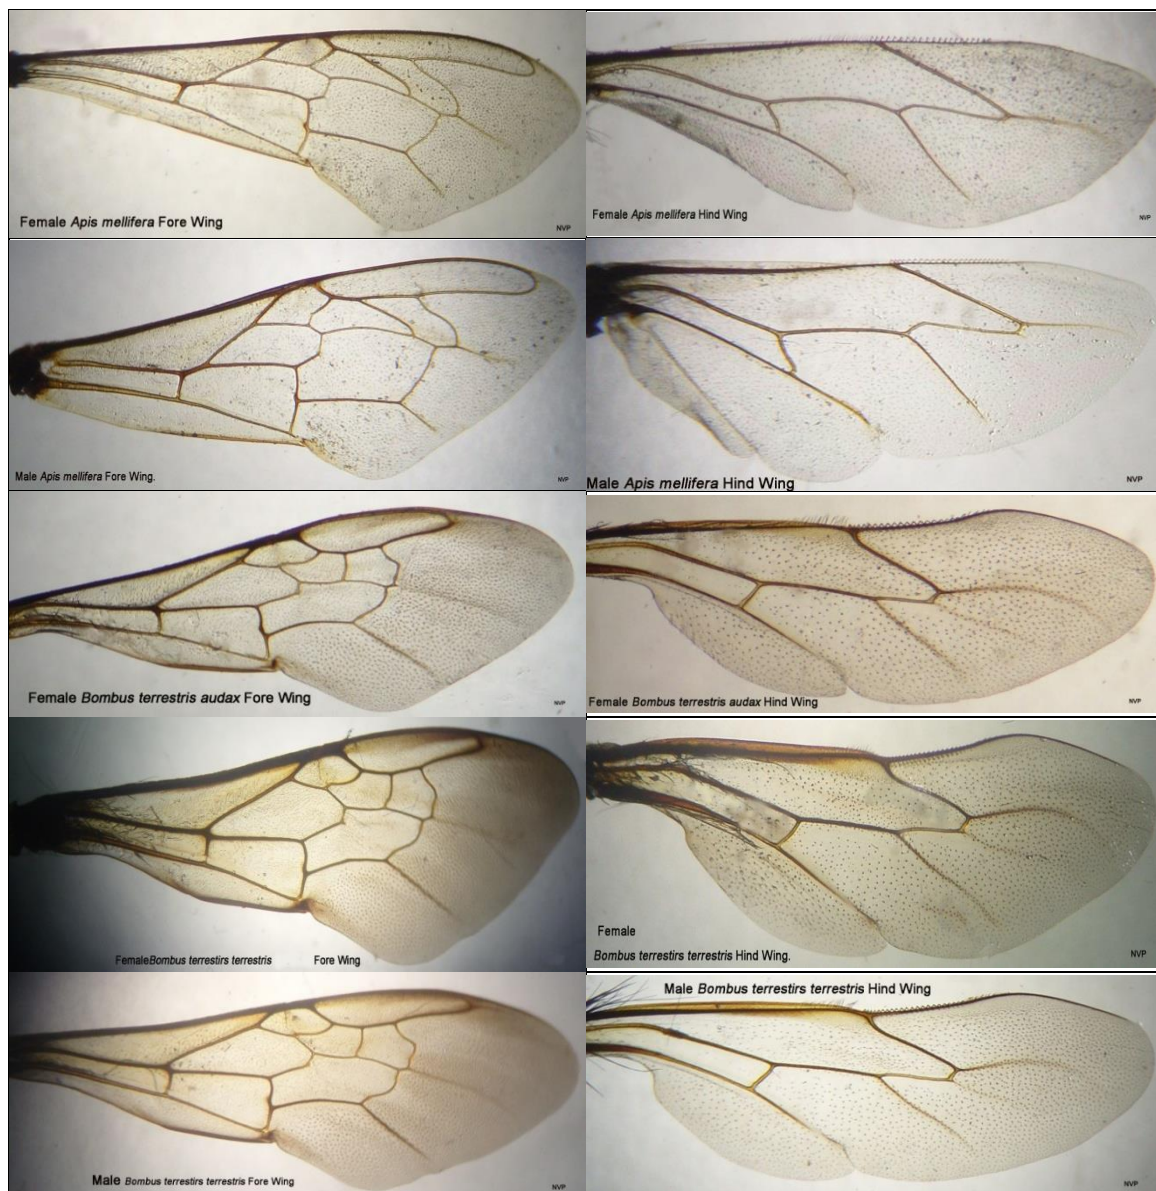 Female Apis mellifera Fore Wing
NVP
Female Apis mellifera Hind Wing
NVP
Male Apis mellifera Fore Wing.
NVP
Male Apis mellifera Hind Wing
NVP
Female Bombus terrestris audax Fore Wing
NVP
Female Bombus terrestris audax Hind Wing
NVP
FemaleBombus terrestirs terrestris Fore Wing
Female
Bombus terrestirs terrestris Hind Wing.
NVP
Male Bombus terrestirs terrestris Fore Wing
NVP
Male Bombus terrestirs terrestris Hind Wing
NVP